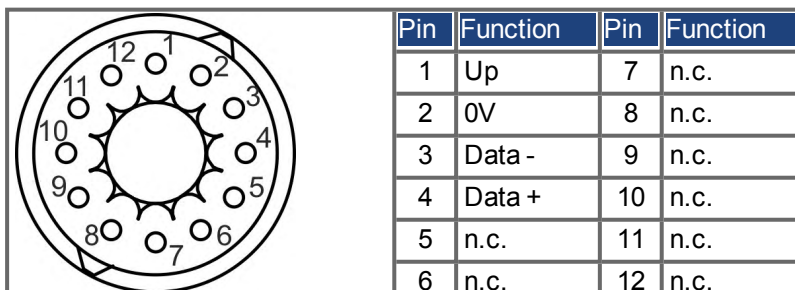 12 1 2
11 3
10 4
9 5
8 7 6
Pin Function Pin Function
1 Up 7 n.c.
2 0V 8 n.c.
3 Data - 9 n.c.
4 Data + 10 n.c.
5 n.c. 11 n.c.
6 n.c. 12 n.c.